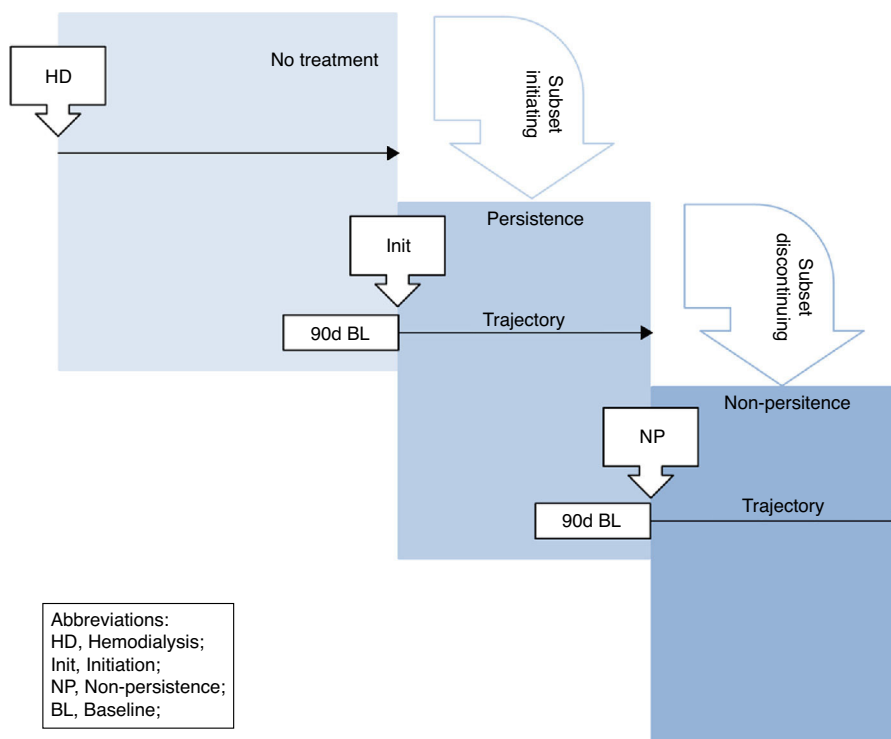 No treatment
HD
Subset
initiating
Persistence
Init
90d BL
Trajectory
Subset
discontinuing
Non-persitence
NP
90d BL
Trajectory
Abbreviations:
HD, Hemodialysis;
Init, Initiation;
NP, Non-persistence;
BL, Baseline;